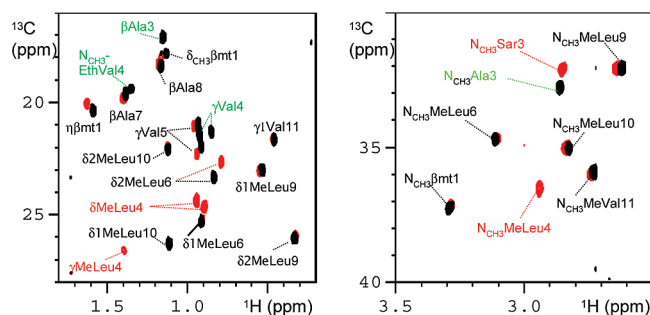 ¹³C
(ppm)
20
25
1.4
0.9
¹H (ppm)
βAla3
δCH3βmt1
NCH3-
EthVal4
βAla8
ηβmt1
βAla7
γVal4
γVal5
γ1Val11
δ2MeLeu10
δ2MeLeu6
δ1MeLeu9
δMeLeu4
δ1MeLeu10
δ1MeLeu6
γMeLeu4
δ2MeLeu9
¹³C
(ppm)
35
40
3.5
3.0
¹H (ppm)
NCH3MeLeu9
NCH3Sar3
NCH3Ala3
NCH3MeLeu6
NCH3MeLeu10
NCH3βmt1
NCH3MeVal11
NCH3MeLeu4